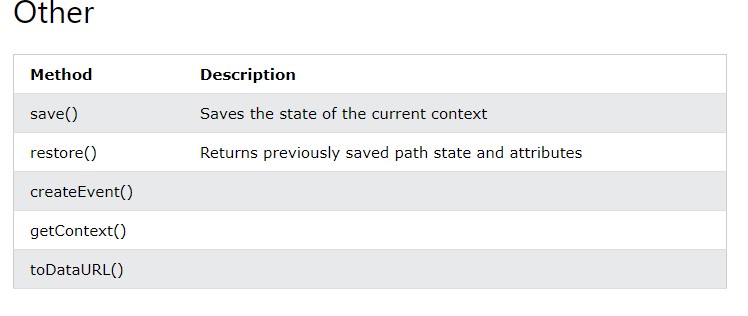 Other
Method Description
save() Saves the state of the current context
restore() Returns previously saved path state and attributes
createEvent()
getContext()
toDataURL()